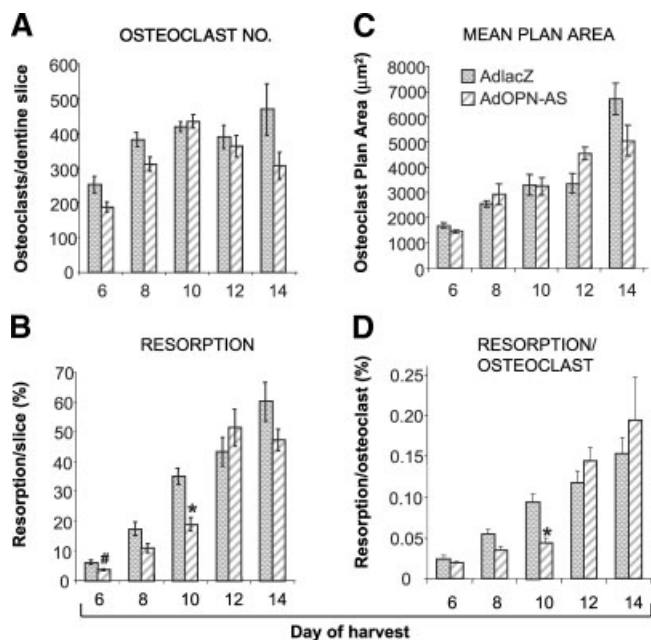 A
OSTEOCLAST NO.
Osteoclasts/dentine slice
600
500
400
300
200
100
0
6 8 10 12 14
B
RESORPTION
Resorption/slice (%)
70
60
50
40
30
20
10
0
#
*
6 8 10 12 14
C
MEAN PLAN AREA
Osteoclast Plan Area (µm²)
8000
7000
6000
5000
4000
3000
2000
1000
0
AdlacZ
AdOPN-AS
6 8 10 12 14
D
RESORPTION/
OSTEOCLAST
Resorption/osteoclast (%)
0.25
0.20
0.15
0.10
0.05
0
*
6 8 10 12 14
Day of harvest